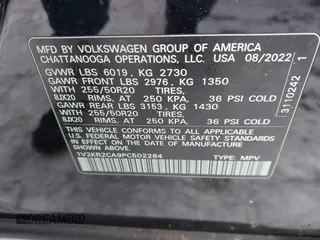 MFD BY VOLKSWAGEN GROUP OF AMERICA
CHATTANOOGA OPERATIONS, LLC. USA 08/2022
GVWR LBS 6019, KG 2730
GAWR FRONT LBS 2976, KG 1350
WITH 255/50R20 TIRES,
8JX20 RIMS, AT 250 KPA, 36 PSI COLD
GAWR REAR LBS 3153, KG 1430
WITH 255/50R20 TIRES,
8JX20 RIMS, AT 250 KPA, 36 PSI COLD
THIS VEHICLE CONFORMS TO ALL APPLICABLE
U.S. FEDERAL MOTOR VEHICLE SAFETY STANDARDS
IN EFFECT ON THE DATE OF MANUFACTURE
SHOWN ABOVE.
1V2KR2CA9PC502284 TYPE: MPV
3110242 1